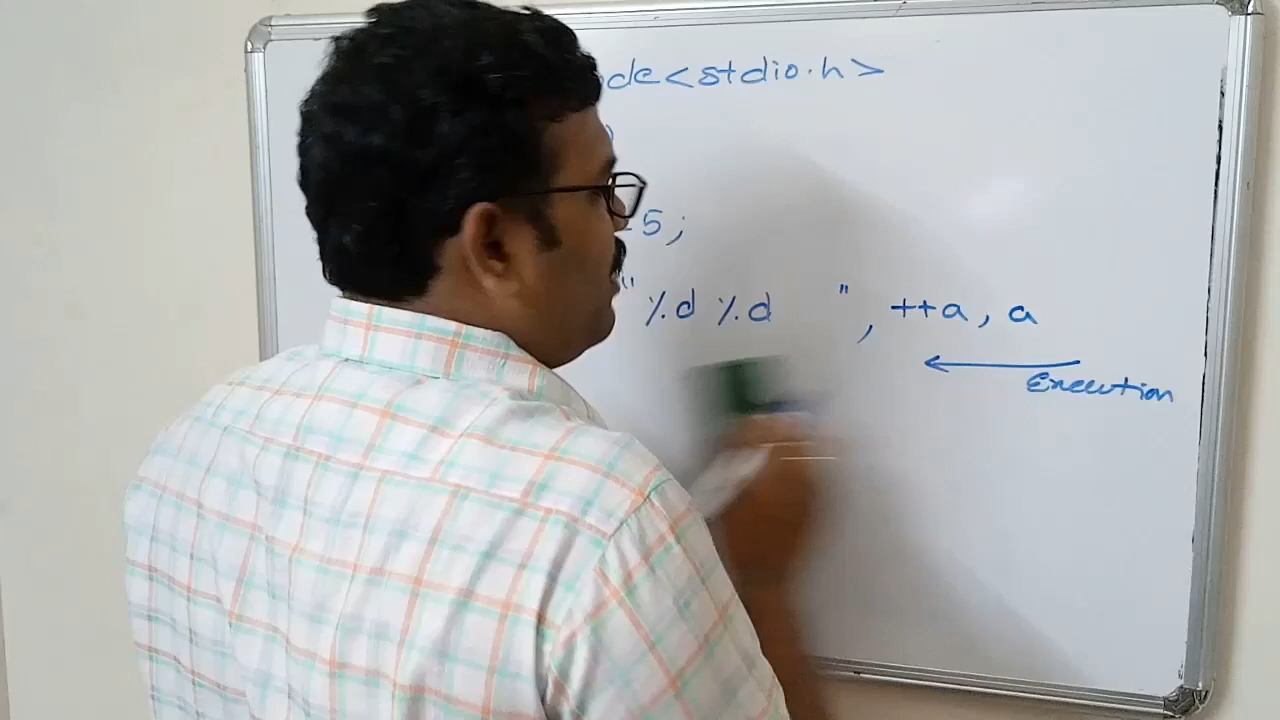 de<stdio.h>
)
5;
"%d %d ", ++a, a
Execution